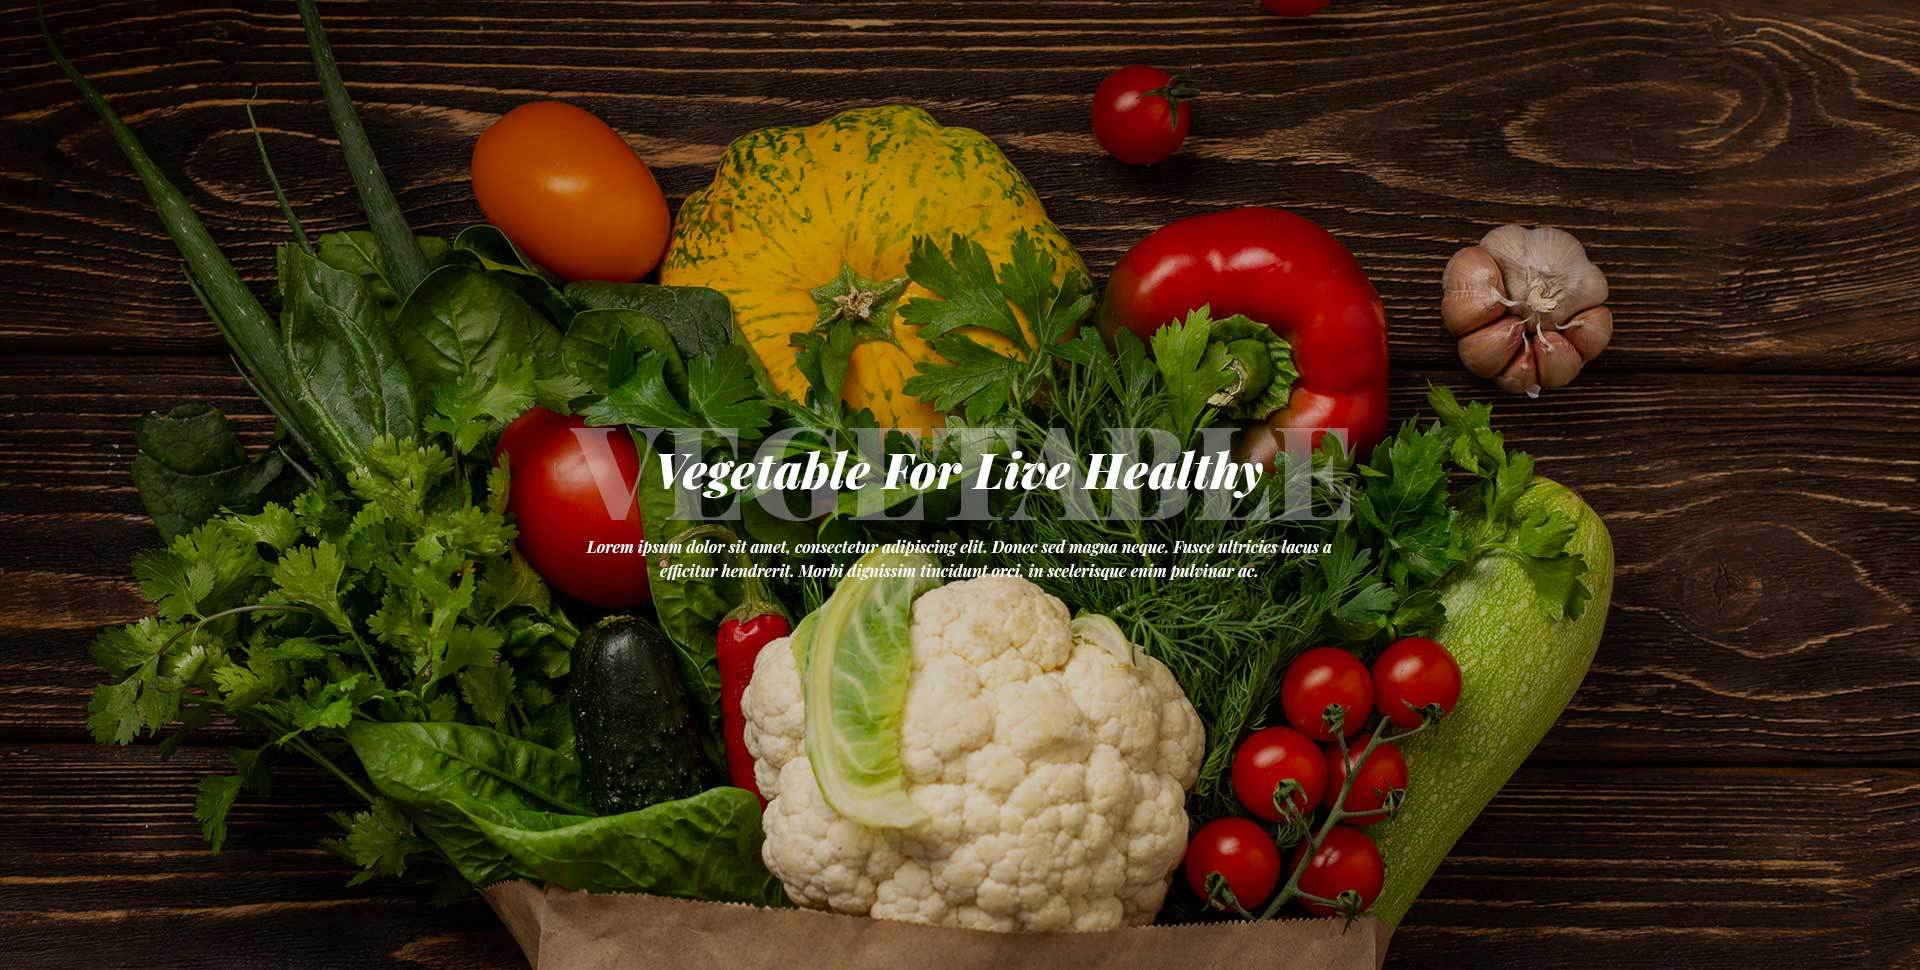 VEGETABLE
Vegetable For Live Healthy
Lorem ipsum dolor sit amet, consectetur adipiscing elit. Donec sed magna neque. Fusce ultricies lacus a
efficitur hendrerit. Morbi dignissim tincidunt orci, in scelerisque enim pulvinar ac.